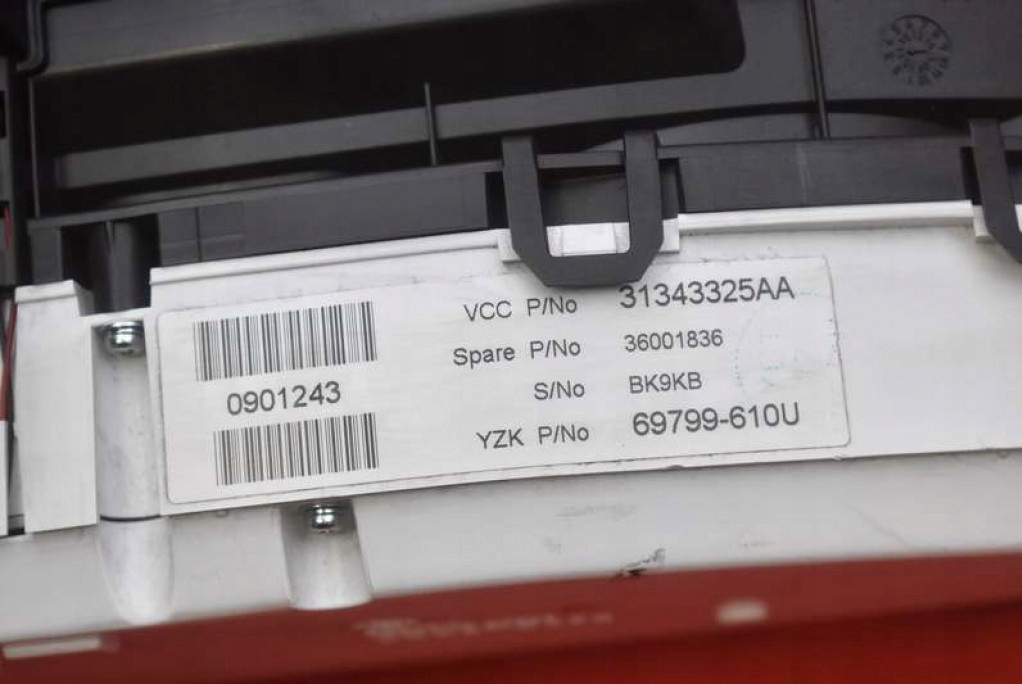 VCC P/No 31343325AA
Spare P/No 36001836
S/No BK9KB
YZK P/No 69799-610U
0901243